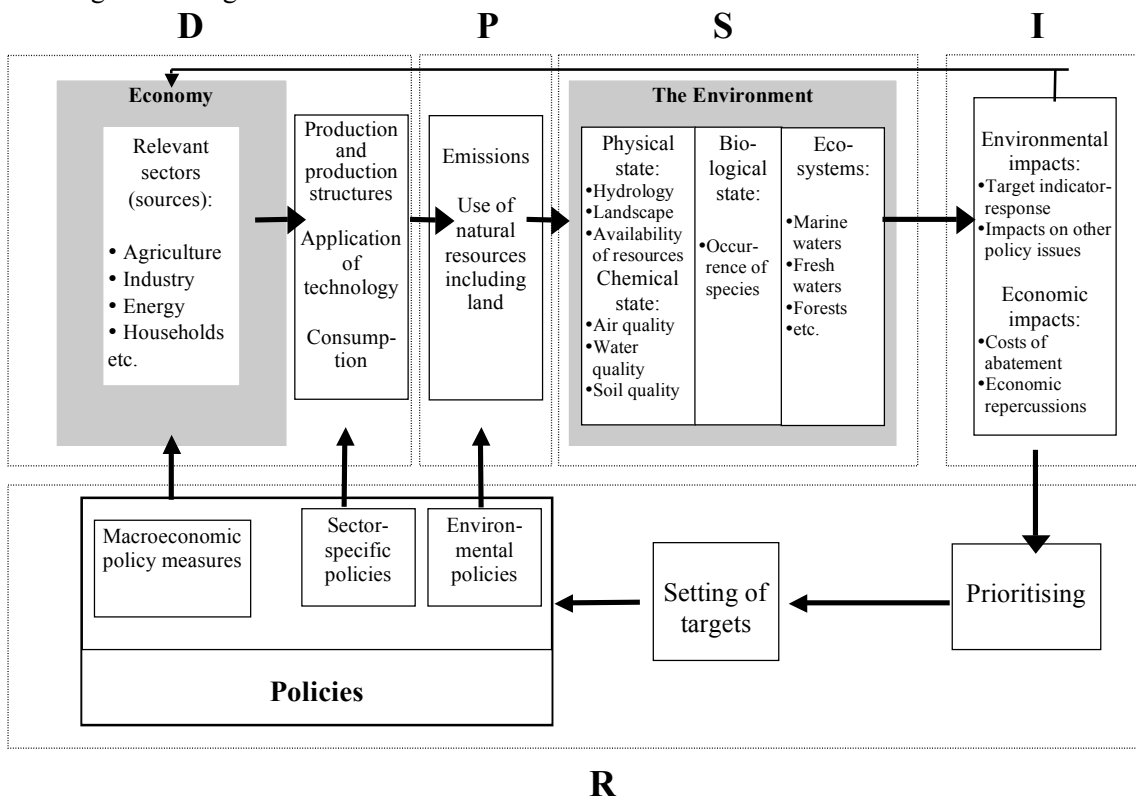 D
P
S
I
Economy
Relevant
sectors
(sources):
• Agriculture
• Industry
• Energy
• Households
etc.
Production
and
production
structures
Application
of
technology
Consump-
tion
Emissions
Use of
natural
resources
including
land
The Environment
Physical
state:
•Hydrology
•Landscape
•Availability
of resources
Chemical
state:
•Air quality
•Water
quality
•Soil quality
Bio-
logical
state:
•Occur-
rence of
species
Eco-
systems:
•Marine
waters
•Fresh
waters
•Forests
•etc.
Environmental
impacts:
•Target indicator-
response
•Impacts on other
policy issues
Economic
impacts:
•Costs of
abatement
•Economic
repercussions
Macroeconomic
policy measures
Sector-
specific
policies
Environ-
mental
policies
Setting of
targets
Prioritising
Policies
R